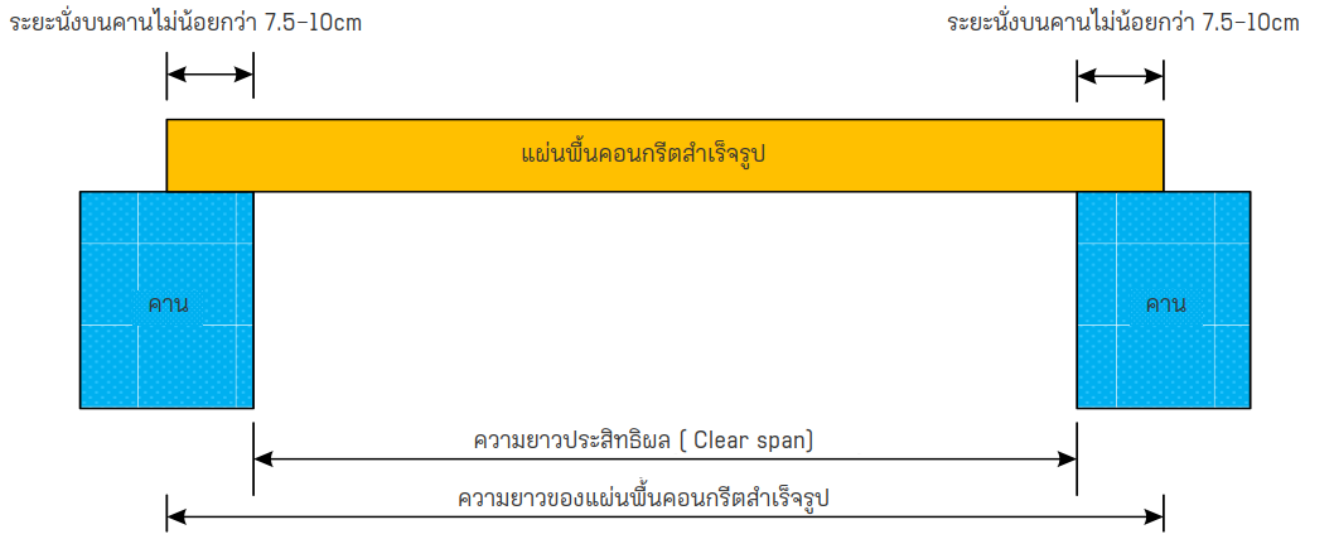 ระยะนั่งบนคานไม่น้อยกว่า 7.5-10cm
ระยะนั่งบนคานไม่น้อยกว่า 7.5-10cm
แผ่นพื้นคอนกรีตสำเร็จรูป
คาน
คาน
ความยาวประสิทธิผล ( Clear span)
ความยาวของแผ่นพื้นคอนกรีตสำเร็จรูป